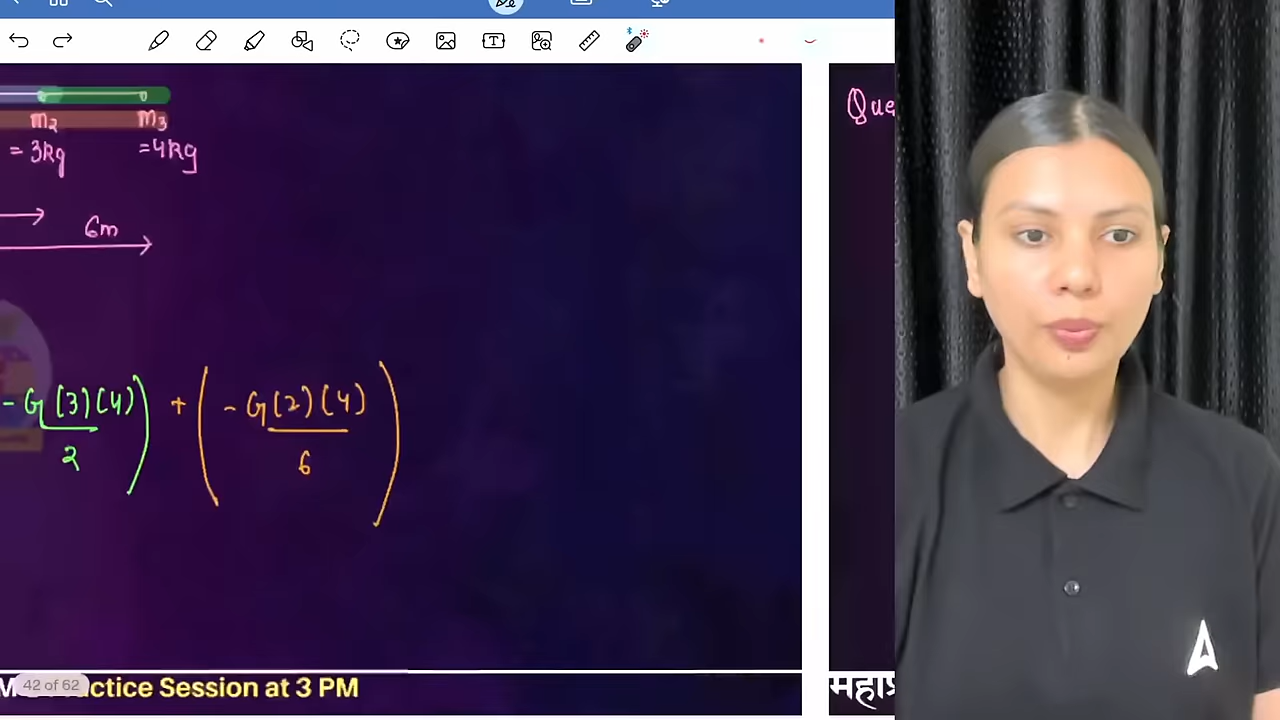 m2 m3
= 3kg =4kg
6m
-G(3)(4) ) + ( -G(2)(4) )
2 6
Que
ctice Session at 3 PM
42 of 62